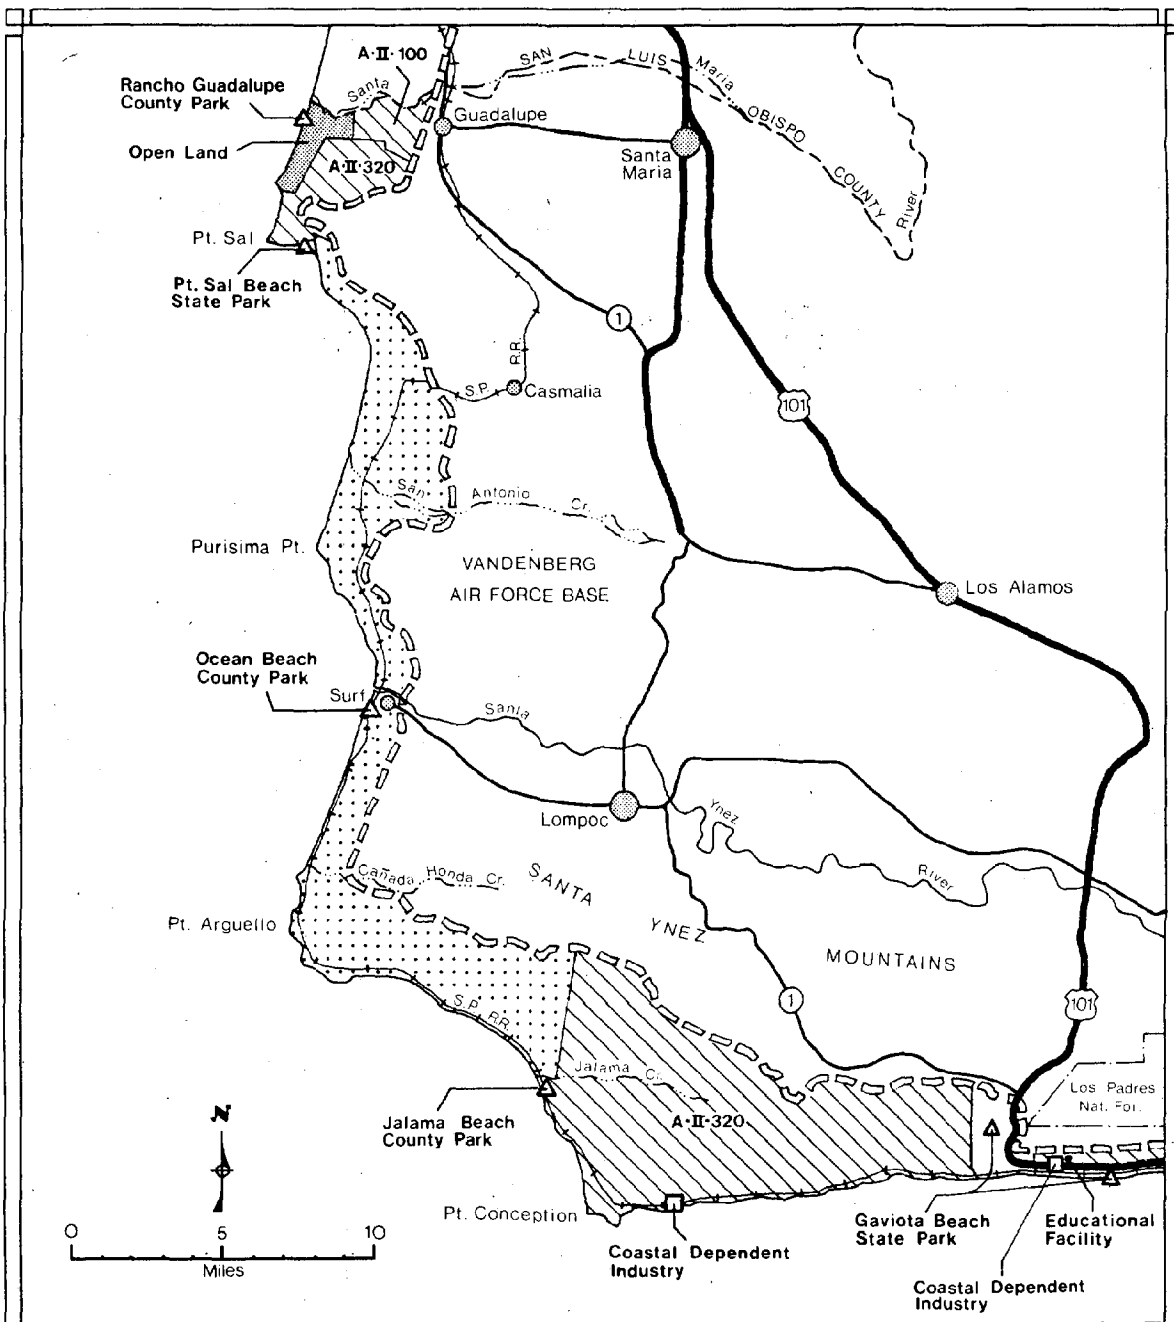 A-II-100
SAN LUIS OBISPO COUNTY
Santa Maria River
Rancho Guadalupe
County Park
Guadalupe
Open Land
Santa
Maria
A-II-320
Pt. Sal
Pt. Sal Beach
State Park
1
S.P. R.R.
Casmalia
101
San Antonio Cr.
Purisima Pt.
VANDENBERG
AIR FORCE BASE
Los Alamos
Ocean Beach
County Park
Surf
Santa Ynez River
Lompoc
Cañada Honda Cr.
SANTA YNEZ MOUNTAINS
Pt. Arguello
S.P. R.R.
1
101
Jalama Cr.
Los Padres
Nat. For.
Jalama Beach
County Park
A-II-320
N
Pt. Conception
Gaviota Beach
State Park
Educational
Facility
0 5 10
Miles
Coastal Dependent
Industry
Coastal Dependent
Industry